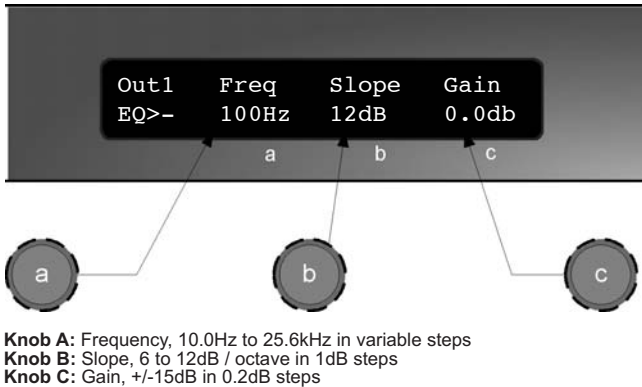 Out1 Freq Slope Gain
EQ>- 100Hz 12dB 0.0db
a b c
a b c
Knob A: Frequency, 10.0Hz to 25.6kHz in variable steps
Knob B: Slope, 6 to 12dB / octave in 1dB steps
Knob C: Gain, +/-15dB in 0.2dB steps